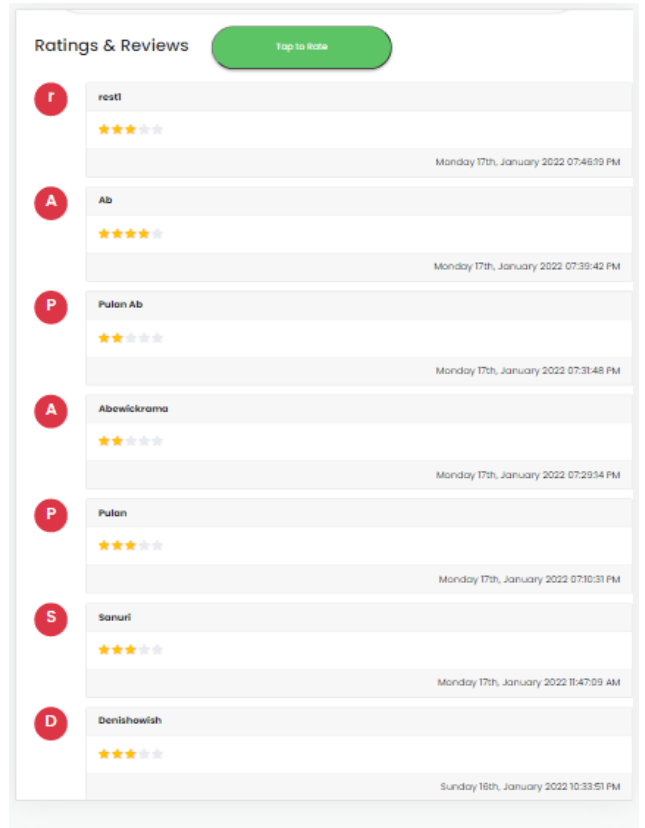 Ratings & Reviews
Tap to Rate
r
rest1
Monday 17th, January 2022 07:46:19 PM
A
Ab
Monday 17th, January 2022 07:39:42 PM
P
Pulan Ab
Monday 17th, January 2022 07:31:48 PM
A
Abewickrama
Monday 17th, January 2022 07:29:14 PM
P
Pulan
Monday 17th, January 2022 07:10:31 PM
S
Sanuri
Monday 17th, January 2022 11:47:09 AM
D
Denishowish
Sunday 16th, January 2022 10:33:51 PM